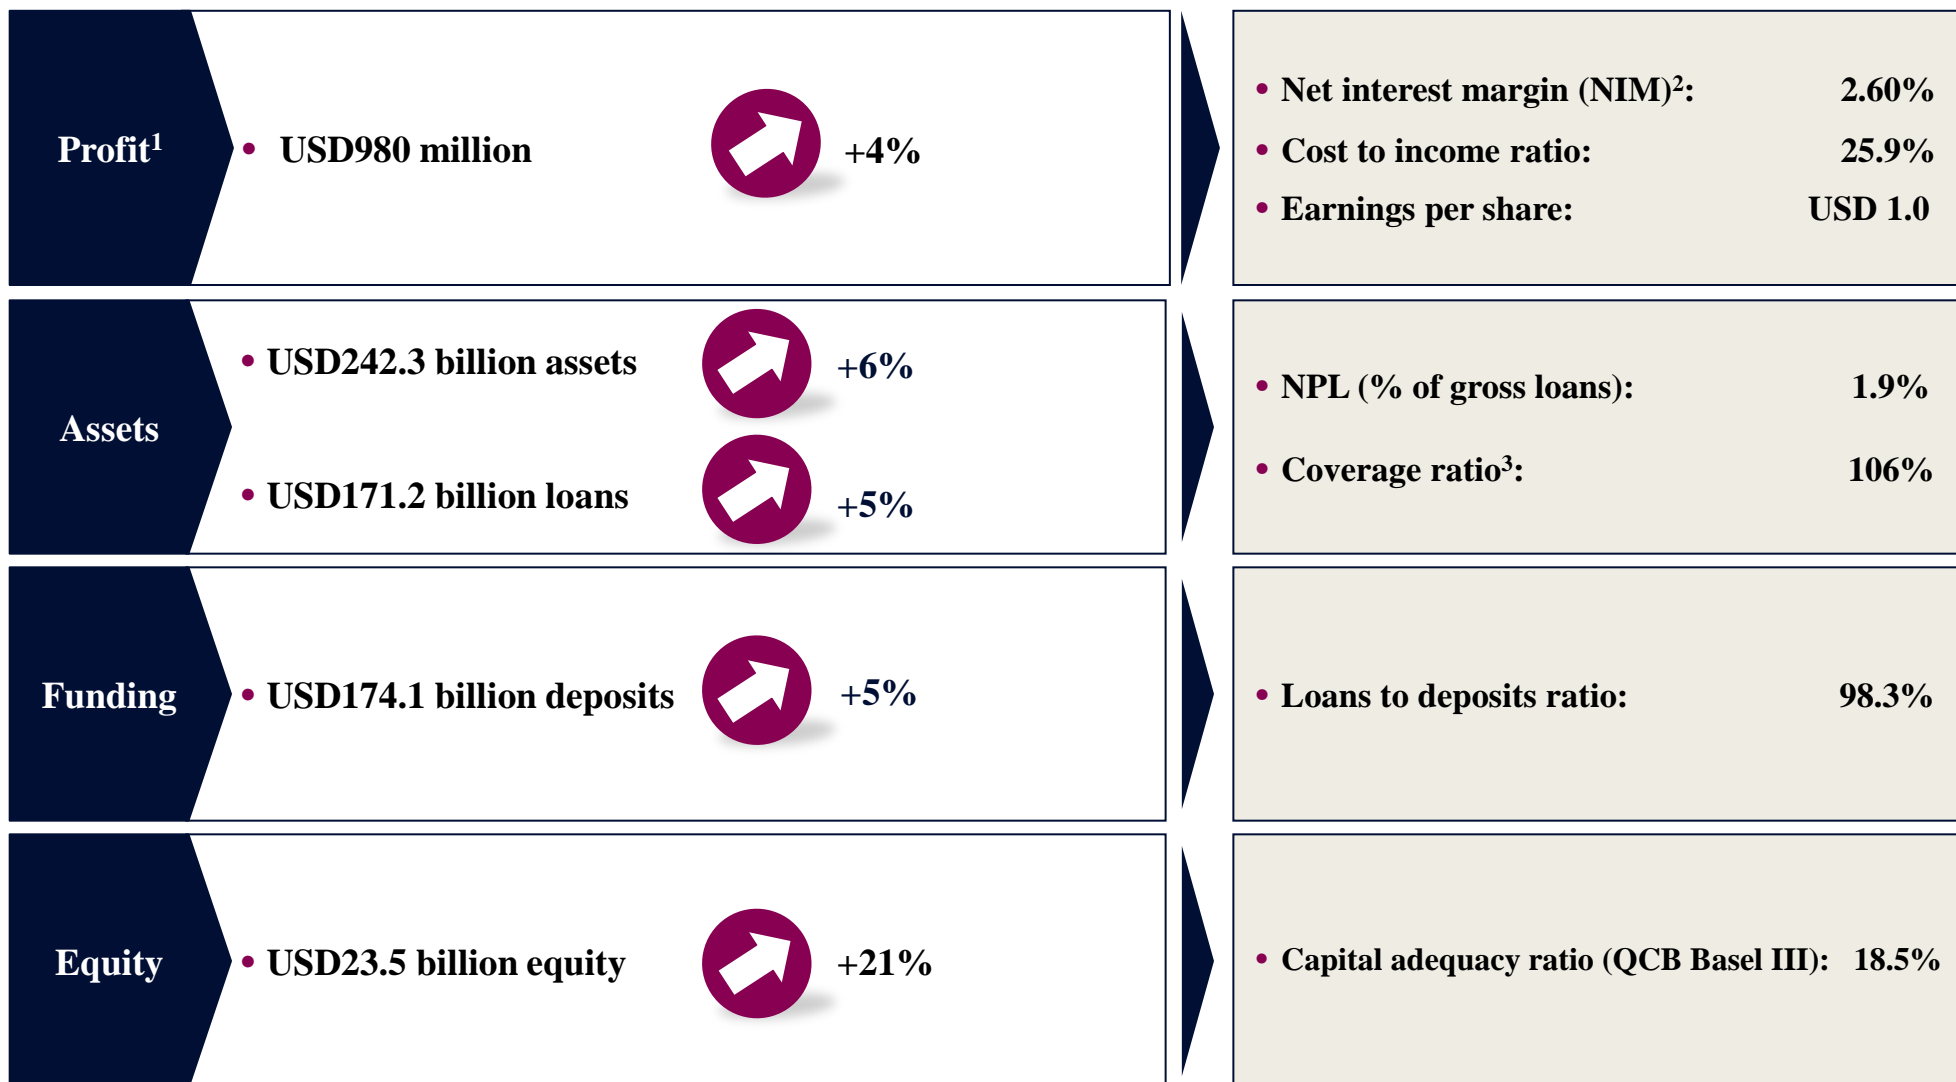 Profit¹
• USD980 million +4%
• Net interest margin (NIM)²: 2.60%
• Cost to income ratio: 25.9%
• Earnings per share: USD 1.0
Assets
• USD242.3 billion assets +6%
• USD171.2 billion loans +5%
• NPL (% of gross loans): 1.9%
• Coverage ratio³: 106%
Funding
• USD174.1 billion deposits +5%
• Loans to deposits ratio: 98.3%
Equity
• USD23.5 billion equity +21%
• Capital adequacy ratio (QCB Basel III): 18.5%